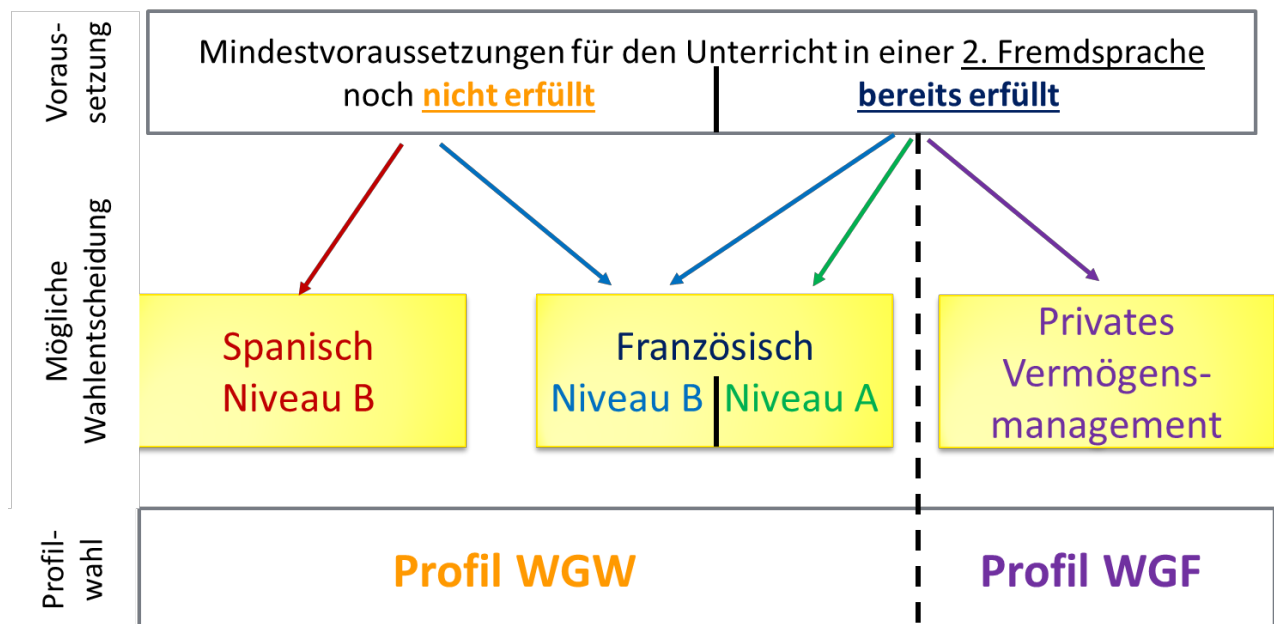 Voraus-
setzung
Mindestvoraussetzungen für den Unterricht in einer 2. Fremdsprache
noch nicht erfüllt
bereits erfüllt
Mögliche
Wahlentscheidung
Spanisch
Niveau B
Französisch
Niveau B
Niveau A
Privates
Vermögens-
management
Profil-
wahl
Profil WGW
Profil WGF